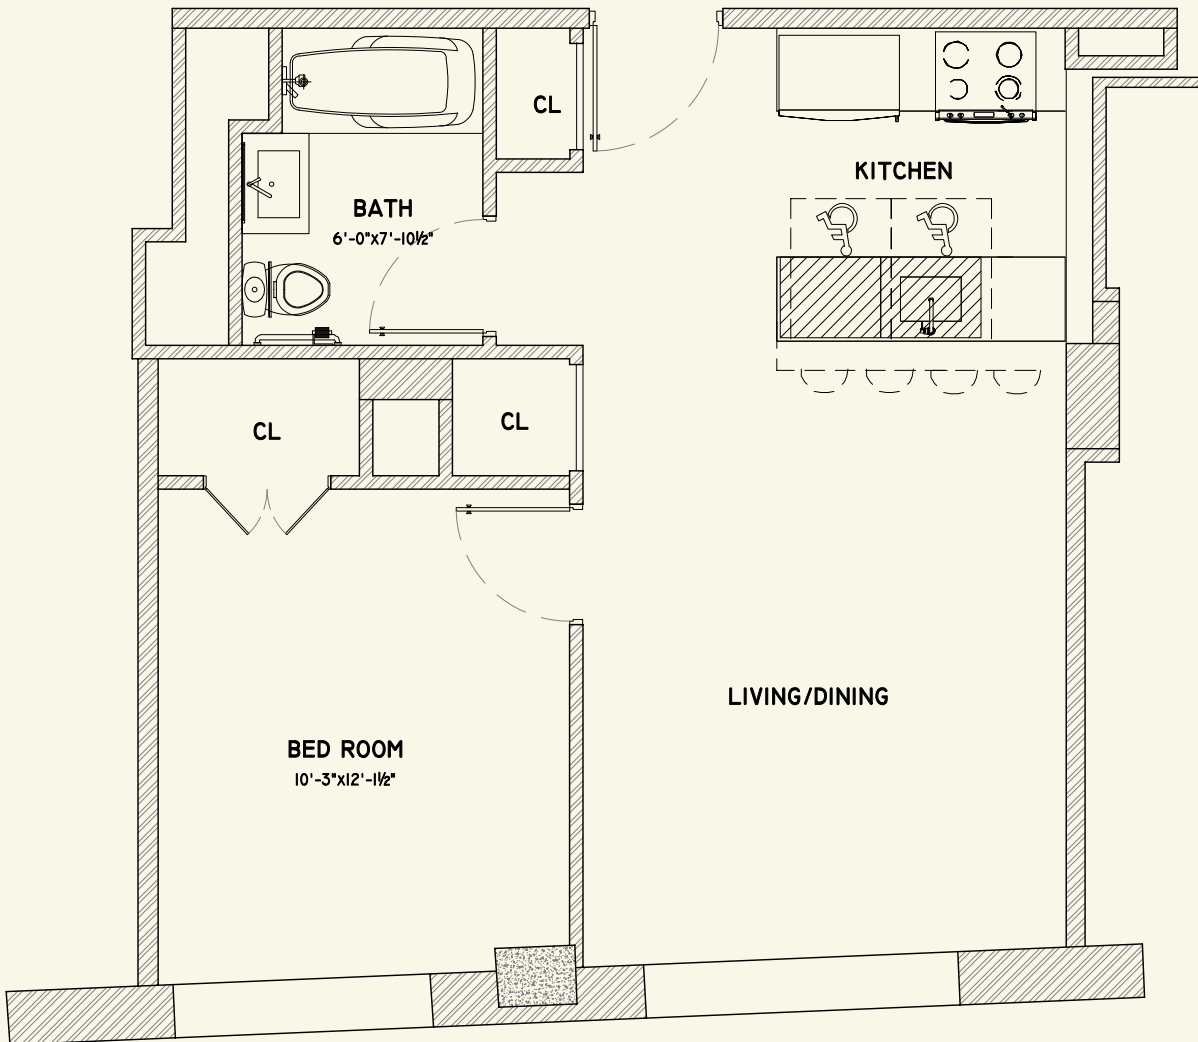 CL
KITCHEN
BATH
6'-0"x7'-10½"
CL
CL
LIVING/DINING
BED ROOM
10'-3"x12'-1½"